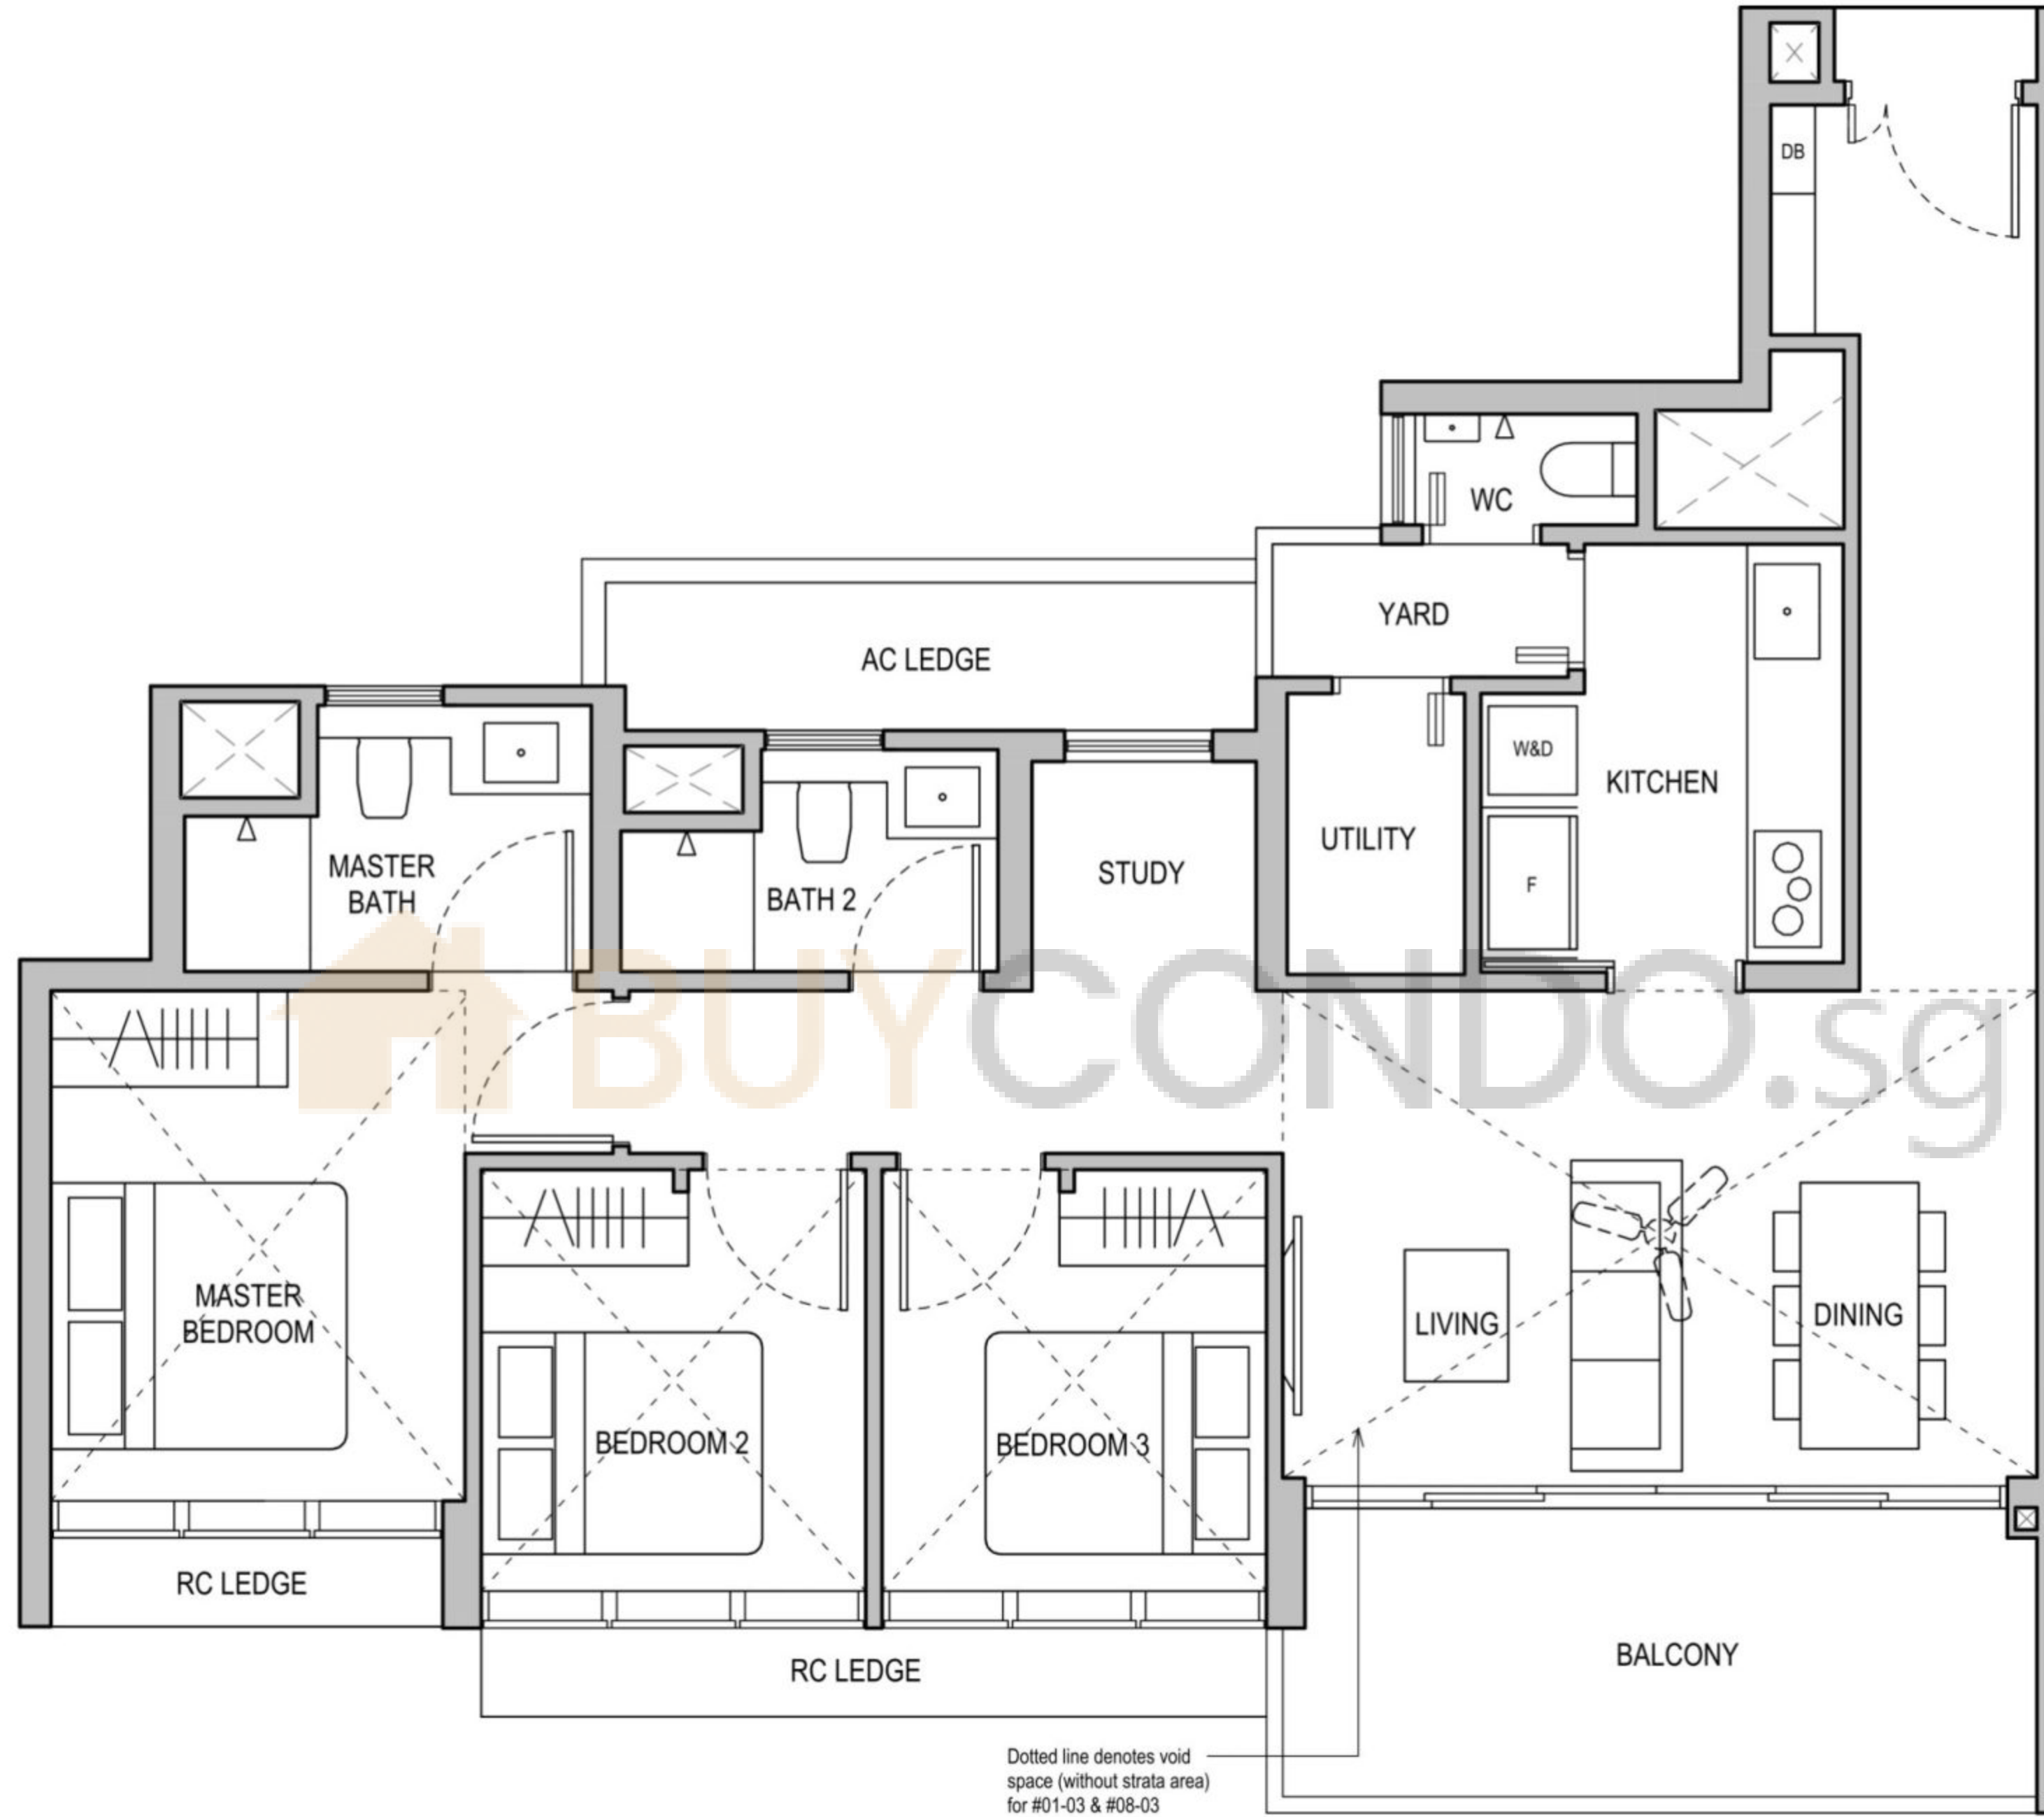 DB
WC
YARD
AC LEDGE
W&D
KITCHEN
UTILITY
F
STUDY
MASTER
BATH
BATH 2
BUYCONDO.sg
MASTER
BEDROOM
BEDROOM 2
BEDROOM 3
LIVING
DINING
RC LEDGE
RC LEDGE
BALCONY
Dotted line denotes void
space (without strata area)
for #01-03 & #08-03